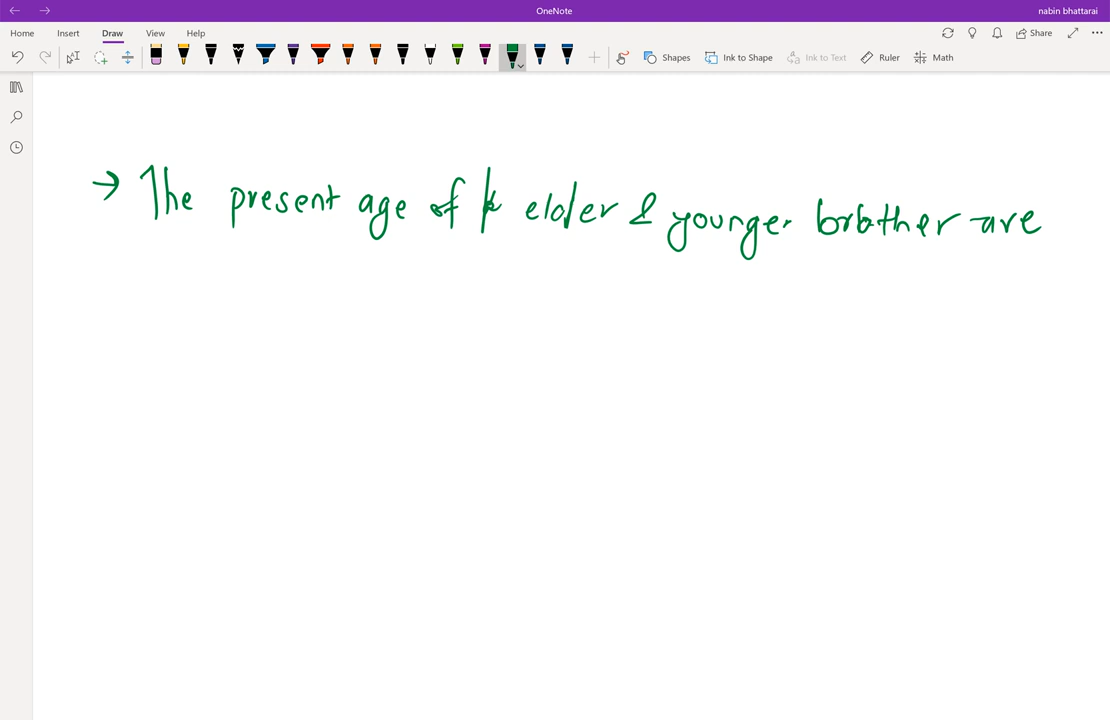 OneNote
nabin bhattarai
Home Insert Draw View Help
Share
Shapes Ink to Shape Ink to Text Ruler Math
→ The present age of elder & younger brother are